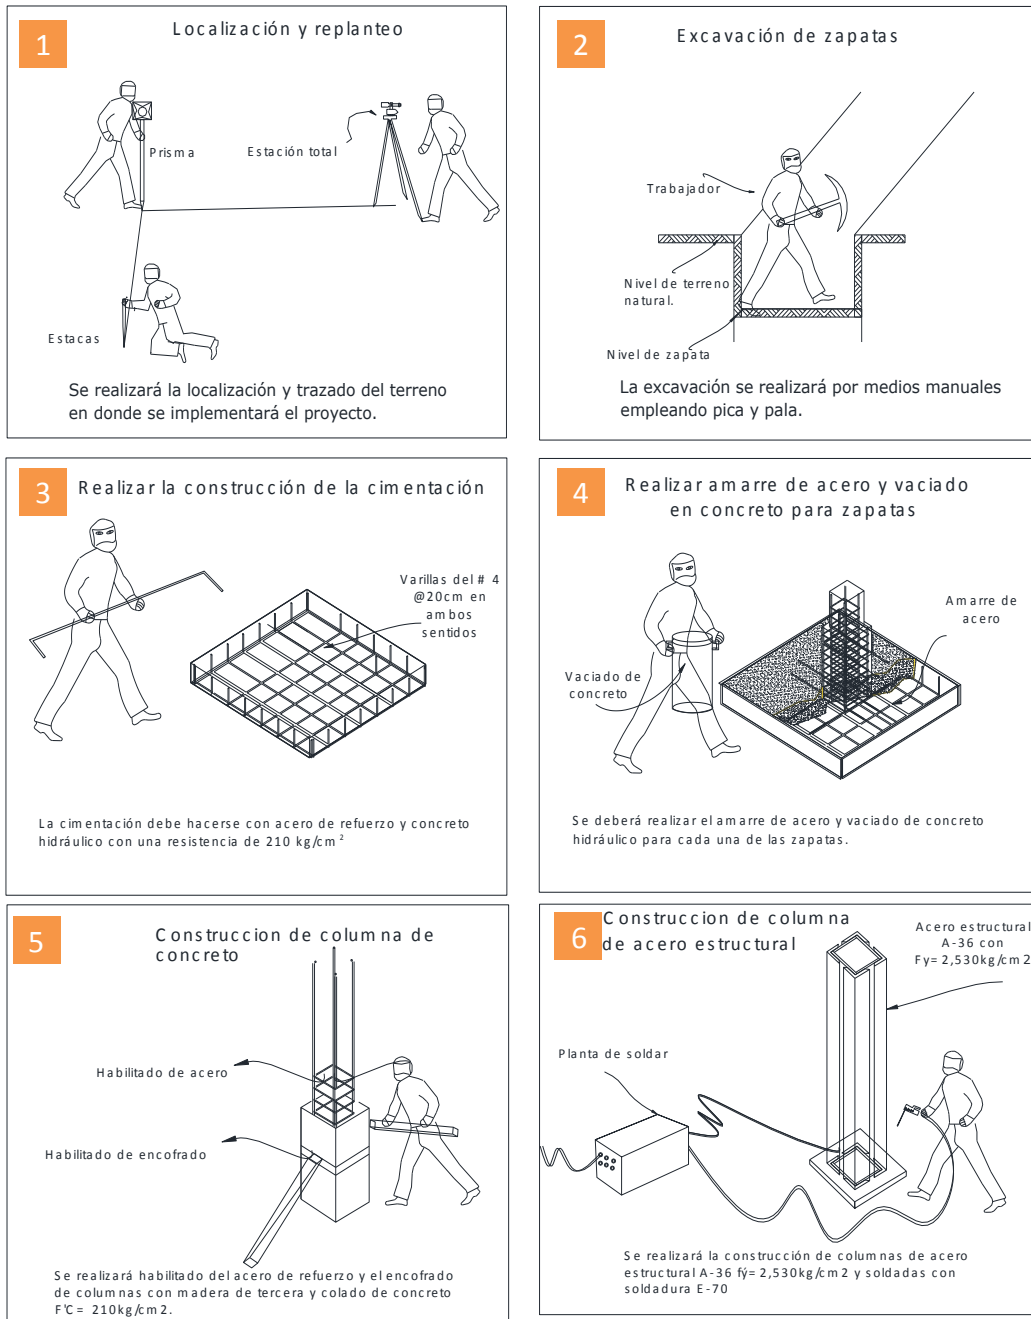 1
Localización y replanteo
Prisma
Estación total
Estacas
Se realizará la localización y trazado del terreno
en donde se implementará el proyecto.
2
Excavación de zapatas
Trabajador
Nivel de terreno
natural.
Nivel de zapata
La excavación se realizará por medios manuales
empleando pica y pala.
3
Realizar la construcción de la cimentación
Varillas del # 4
@20cm en
ambos
sentidos
La cimentación debe hacerse con acero de refuerzo y concreto
hidráulico con una resistencia de 210 kg/cm²
4
Realizar amarre de acero y vaciado
en concreto para zapatas
Amarre de
acero
Vaciado de
concreto
Se deberá realizar el amarre de acero y vaciado de concreto
hidráulico para cada una de las zapatas.
5
Construccion de columna de
concreto
Habilitado de acero
Habilitado de encofrado
Se realizará habilitado del acero de refuerzo y el encofrado
de columnas con madera de tercera y colado de concreto
F'C = 210kg/cm2.
6
Construccion de columna
de acero estructural
Acero estructural
A-36 con
Fy= 2,530kg/cm2
Planta de soldar
Se realizará la construcción de columnas de acero
estructural A-36 fý= 2,530kg/cm2 y soldadas con
soldadura E-70